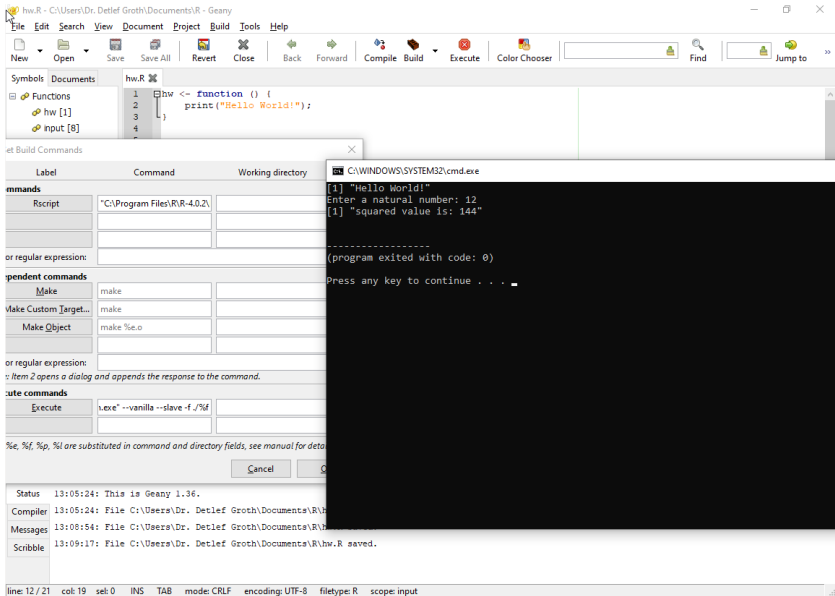 hw.R - C:\Users\Dr. Detlef Groth\Documents\R - Geany
File Edit Search View Document Project Build Tools Help
New Open Save Save All Revert Close Back Forward Compile Build Execute Color Chooser Find Jump to »
Symbols Documents hw.R
Functions
hw [1]
input [8]
1 hw <- function () {
2 print("Hello World!");
3 }
4
et Build Commands
Label Command Working directory
mmands
Rscript "C:\Program Files\R\R-4.0.2\
or regular expression:
ependent commands
Make make
Make Custom Target... make
Make Object make %e.o
or regular expression:
: Item 2 opens a dialog and appends the response to the command.
cute commands
Execute .exe" --vanilla --slave -f ./%f
%e, %f, %p, %l are substituted in command and directory fields, see manual for deta
Cancel O
C:\WINDOWS\SYSTEM32\cmd.exe
[1] "Hello World!"
Enter a natural number: 12
[1] "squared value is: 144"
------------------
(program exited with code: 0)
Press any key to continue . . .
Status
Compiler
Messages
Scribble
13:05:24: This is Geany 1.36.
13:05:24: File C:\Users\Dr. Detlef Groth\Documents\R\h
13:08:54: File C:\Users\Dr. Detlef Groth\Documents\R\h
13:09:17: File C:\Users\Dr. Detlef Groth\Documents\R\hw.R saved.
line: 12 / 21 col: 19 sel: 0 INS TAB mode: CRLF encoding: UTF-8 filetype: R scope: input